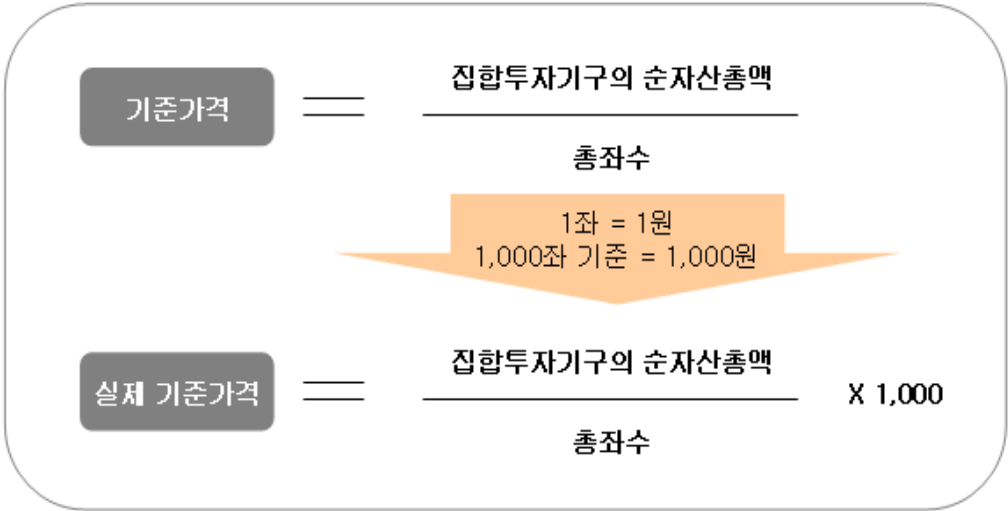 집합투자기구의 순자산총액
기준가격
총좌수
1좌 = 1원
1,000좌 기준 = 1,000원
집합투자기구의 순자산총액
실제 기준가격
X 1,000
총좌수